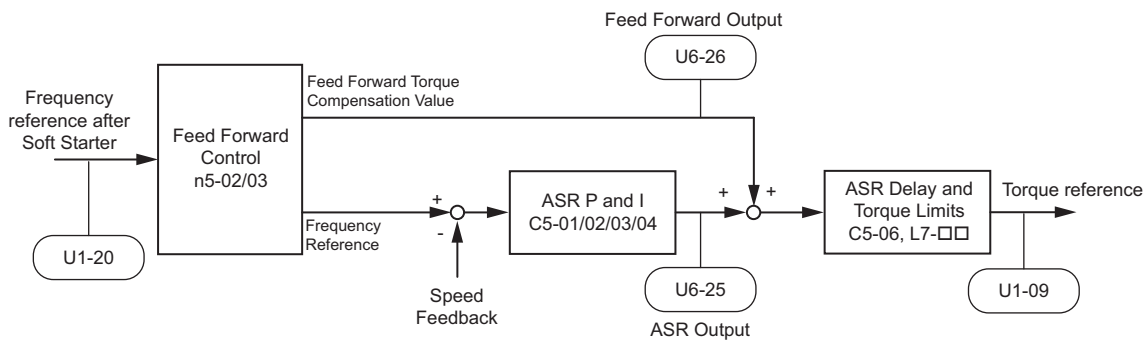 Feed Forward Output
U6-26
Frequency
reference after
Soft Starter
Feed Forward
Control
n5-02/03
Feed Forward Torque
Compensation Value
U1-20
Frequency
Reference
+
-
Speed
Feedback
ASR P and I
C5-01/02/03/04
+
+
U6-25
ASR Output
ASR Delay and
Torque Limits
C5-06, L7-□□
Torque reference
U1-09